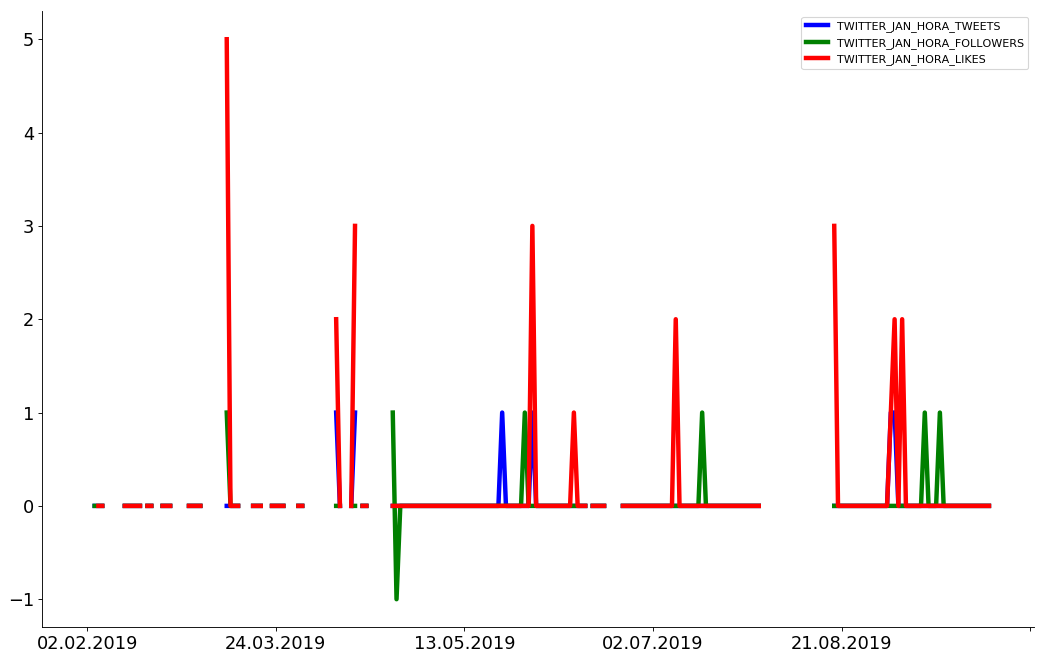 TWITTER_JAN_HORA_TWEETS
TWITTER_JAN_HORA_FOLLOWERS
TWITTER_JAN_HORA_LIKES
5
4
3
2
1
0
−1
02.02.2019 24.03.2019 13.05.2019 02.07.2019 21.08.2019